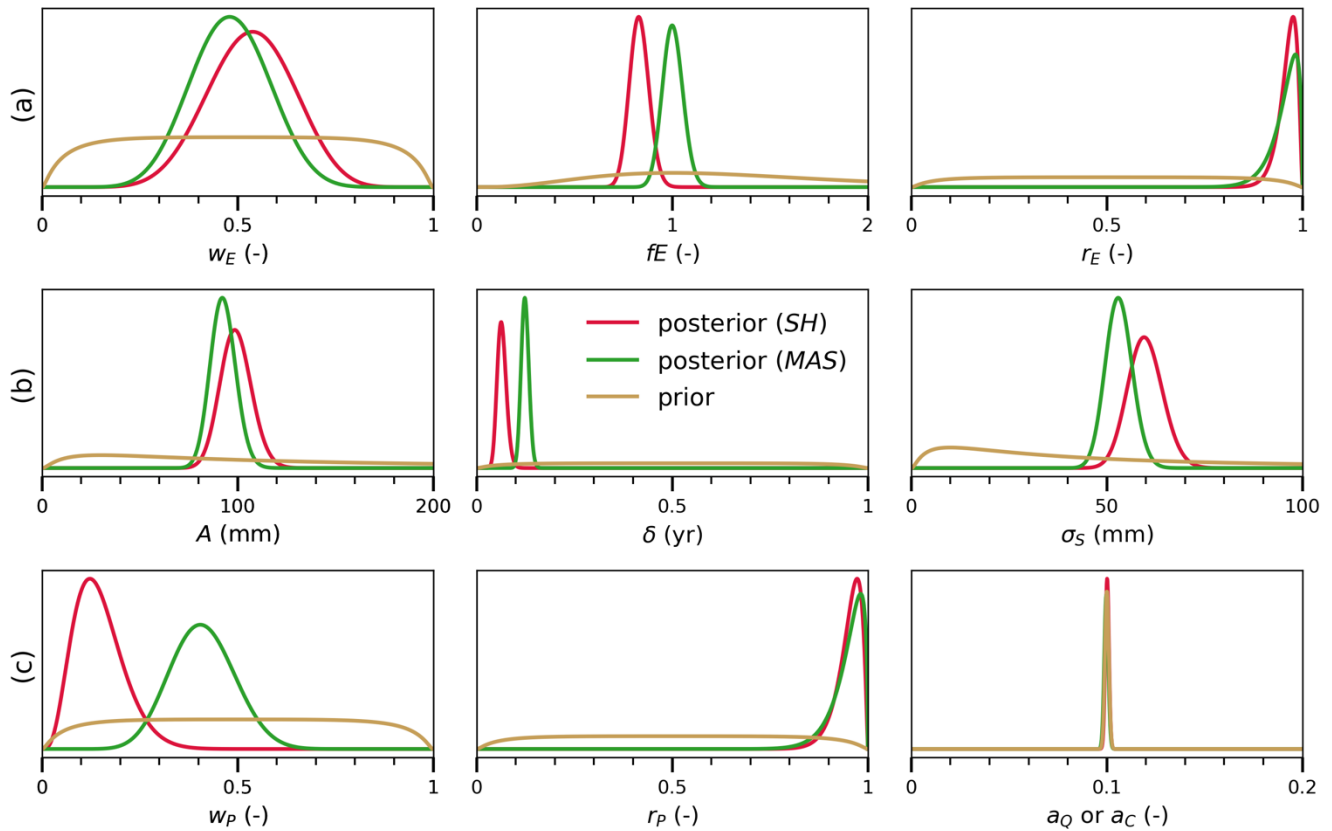 (a)
0 0.5 1
w_E (-)
0 1 2
fE (-)
0 0.5 1
r_E (-)
(b)
posterior (SH)
posterior (MAS)
prior
0 100 200
A (mm)
0 0.5 1
δ (yr)
0 50 100
σ_S (mm)
(c)
0 0.5 1
w_P (-)
0 0.5 1
r_P (-)
0 0.1 0.2
a_Q or a_C (-)